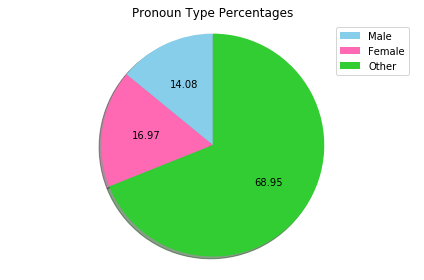 Pronoun Type Percentages
Male
Female
Other
14.08
16.97
68.95